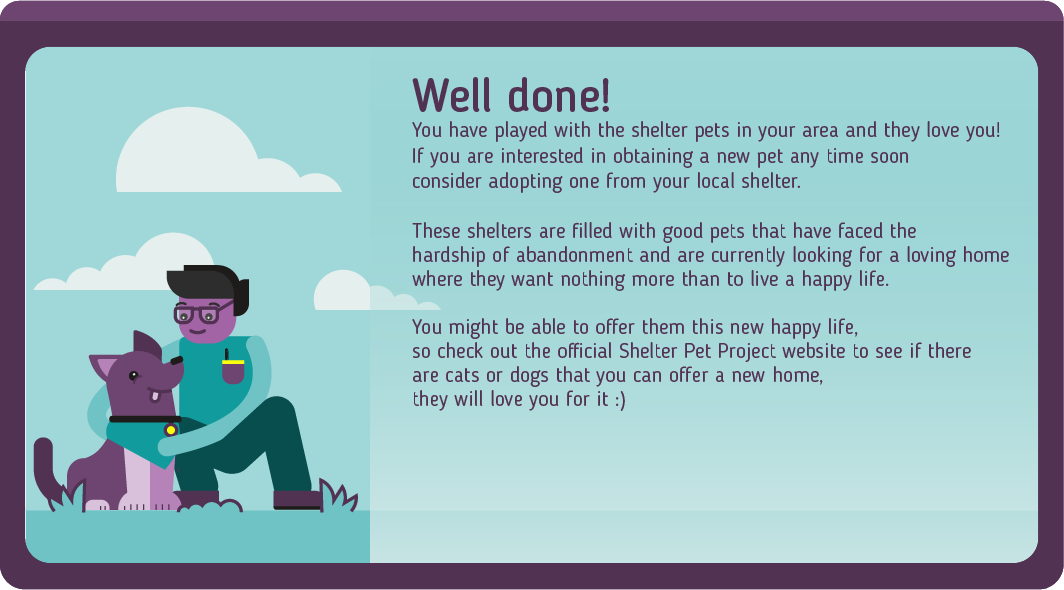 Well done!
You have played with the shelter pets in your area and they love you!
If you are interested in obtaining a new pet any time soon
consider adopting one from your local shelter.
These shelters are filled with good pets that have faced the
hardship of abandonment and are currently looking for a loving home
where they want nothing more than to live a happy life.
You might be able to offer them this new happy life,
so check out the official Shelter Pet Project website to see if there
are cats or dogs that you can offer a new home,
they will love you for it :)